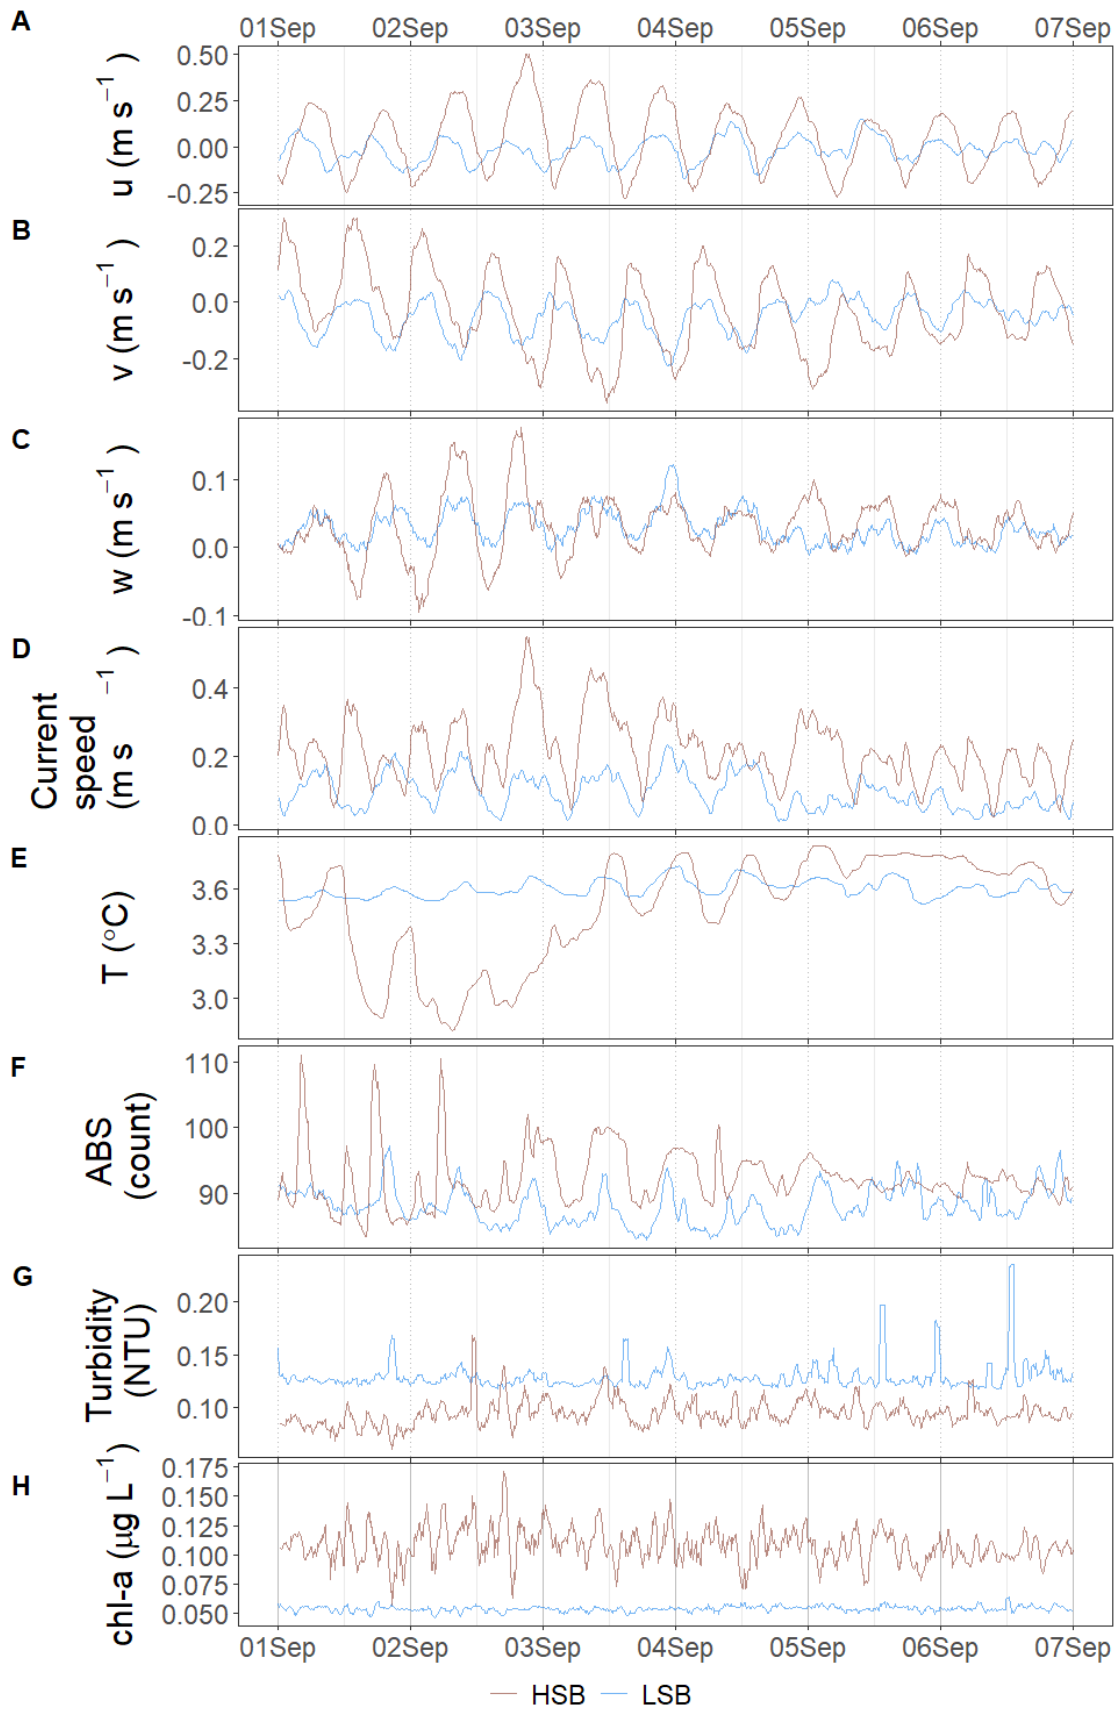 A
01Sep 02Sep 03Sep 04Sep 05Sep 06Sep 07Sep
u (m s⁻¹ )
0.50
0.25
0.00
-0.25
B
v (m s⁻¹ )
0.2
0.0
-0.2
C
w (m s⁻¹ )
0.1
0.0
-0.1
D
Current
speed
(m s⁻¹ )
0.4
0.2
0.0
E
T (°C)
3.6
3.3
3.0
F
ABS
(count)
110
100
90
G
Turbidity
(NTU)
0.20
0.15
0.10
H
chl-a (µg L⁻¹)
0.175
0.150
0.125
0.100
0.075
0.050
01Sep 02Sep 03Sep 04Sep 05Sep 06Sep 07Sep
HSB LSB